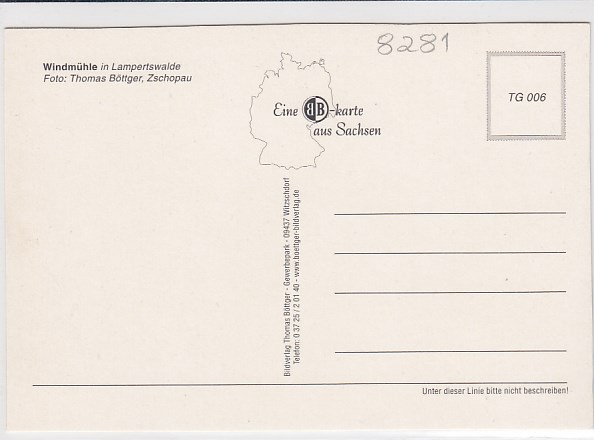 8281
Windmühle in Lampertswalde
Foto: Thomas Böttger, Zschopau
TG 006
Eine BB-karte
aus Sachsen
Bildverlag Thomas Böttger - Gewerbepark - 09437 Witzschdorf
Telefon: 0 37 25 / 2 01 40 - www.boettger-bildverlag.de
Unter dieser Linie bitte nicht beschreiben!